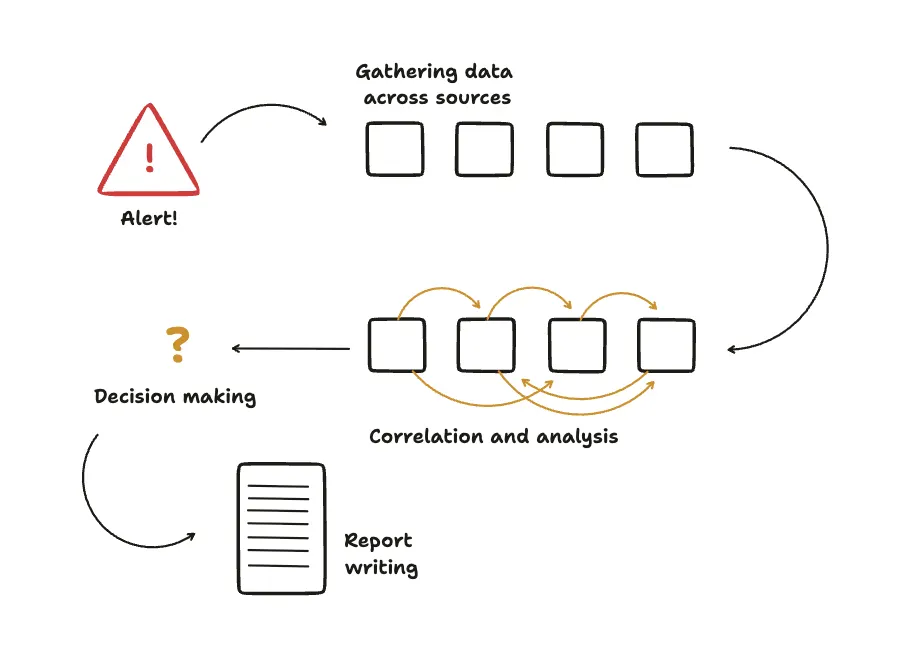 Gathering data
across sources
!
Alert!
?
Decision making
Correlation and analysis
Report
writing